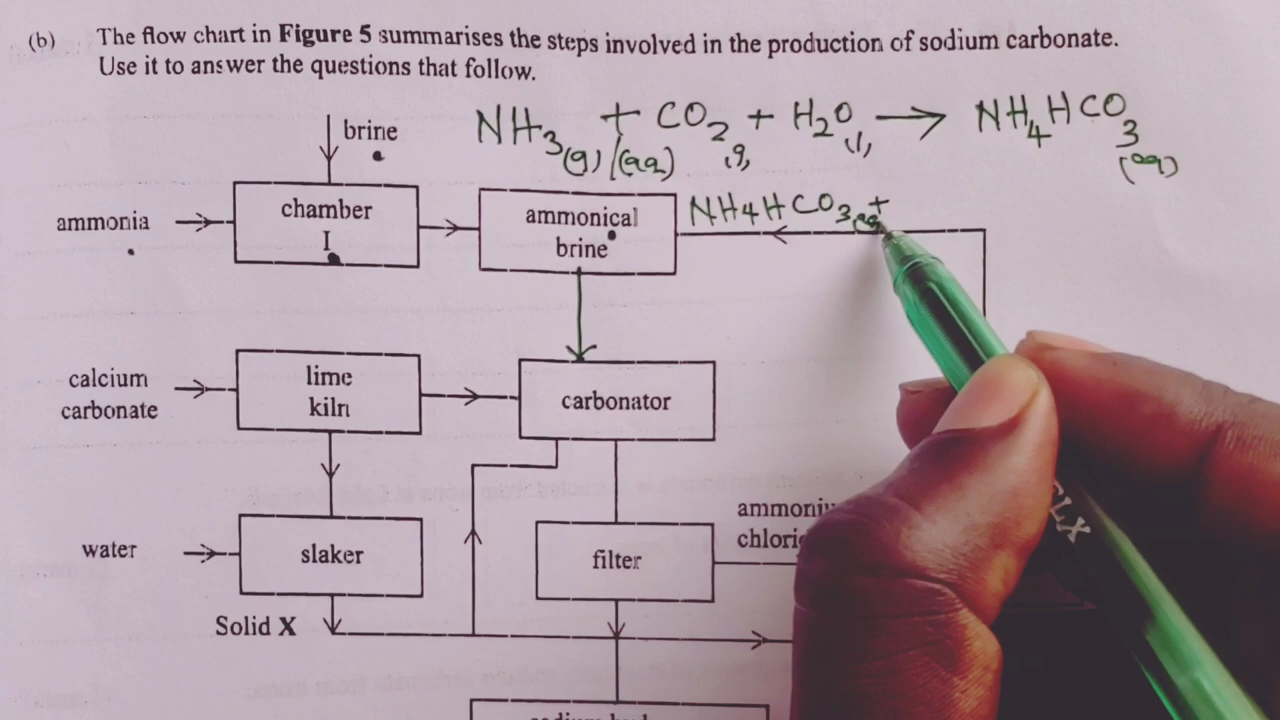 (b) The flow chart in Figure 5 summarises the steps involved in the production of sodium carbonate.
Use it to answer the questions that follow.
NH3(g)/(aq) + CO2(g) + H2O(l) → NH4HCO3(aq)
brine
ammonia
chamber
I
ammonical
brine
NH4HCO3(aq) +
calcium
carbonate
lime
kiln
carbonator
water
slaker
filter
chlori
Solid X